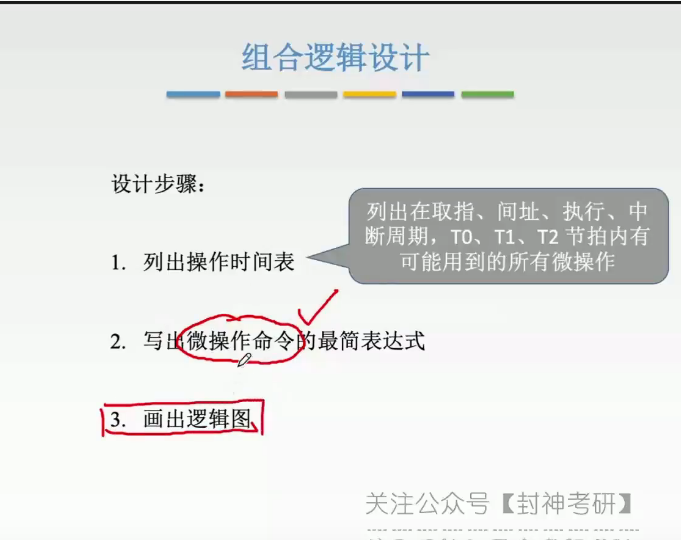 组合逻辑设计
设计步骤：
列出在取指、间址、执行、中
断周期，T0、T1、T2 节拍内有
可能用到的所有微操作
1. 列出操作时间表
2. 写出微操作命令的最简表达式
3. 画出逻辑图
关注公众号【封神考研】